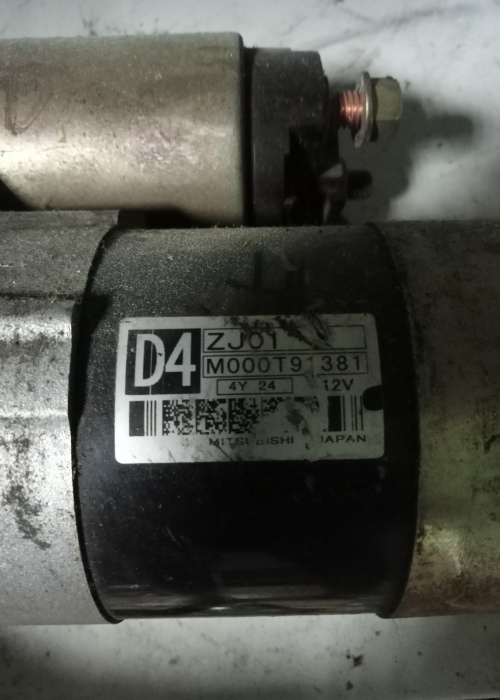 D4
ZJ01
M000T91381
4Y 24 12V
MITSUBISHI JAPAN